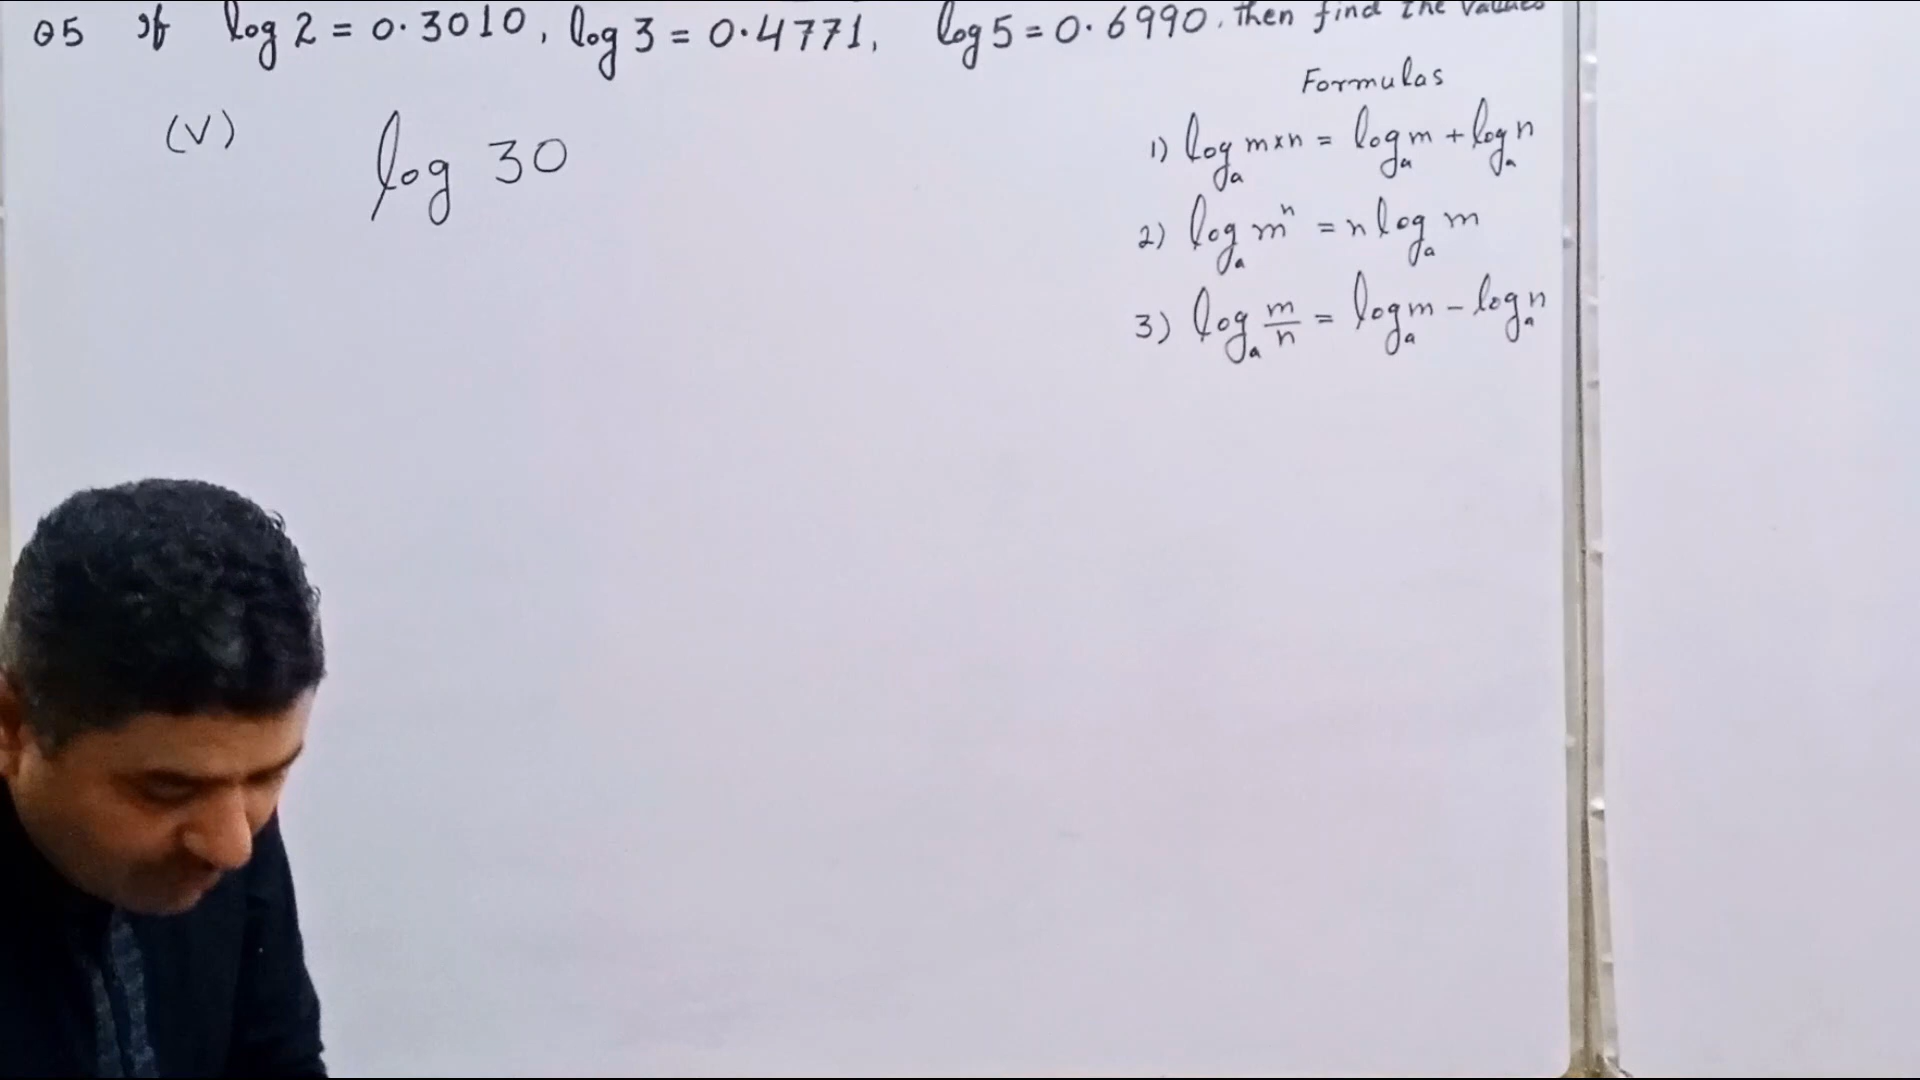 Q5 If log 2 = 0.3010, log 3 = 0.4771, log 5 = 0.6990, then find the values
Formulas
(V) log 30
1) logₐ m×n = logₐ m + logₐ n
2) logₐ mⁿ = n logₐ m
3) logₐ m/n = logₐ m - logₐ n